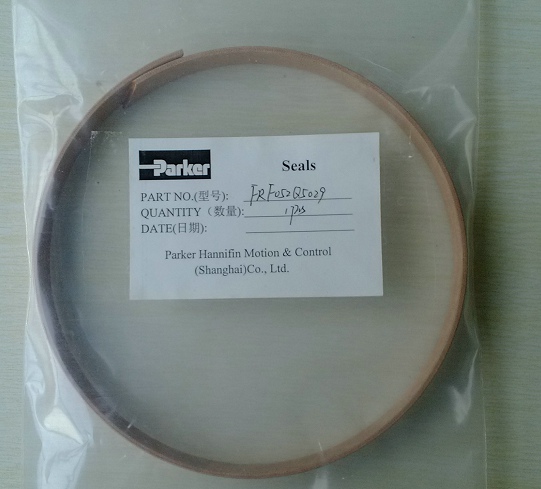 Parker Seals
PART NO.(型号): FRF052Q5029
QUANTITY（数量): 1pcs
DATE(日期):
Parker Hannifin Motion & Control
(Shanghai)Co., Ltd.